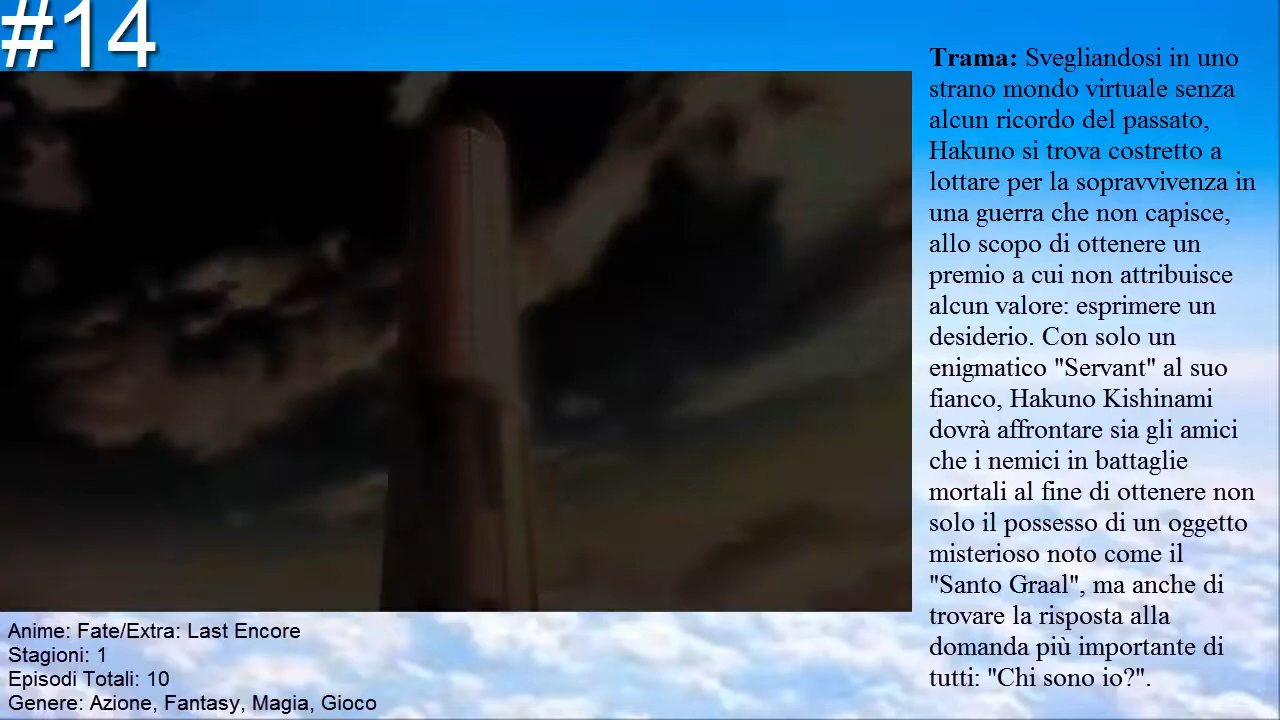 #14
Trama: Svegliandosi in uno
strano mondo virtuale senza
alcun ricordo del passato,
Hakuno si trova costretto a
lottare per la sopravvivenza in
una guerra che non capisce,
allo scopo di ottenere un
premio a cui non attribuisce
alcun valore: esprimere un
desiderio. Con solo un
enigmatico "Servant" al suo
fianco, Hakuno Kishinami
dovrà affrontare sia gli amici
che i nemici in battaglie
mortali al fine di ottenere non
solo il possesso di un oggetto
misterioso noto come il
"Santo Graal", ma anche di
trovare la risposta alla
domanda più importante di
tutti: "Chi sono io?".
Anime: Fate/Extra: Last Encore
Stagioni: 1
Episodi Totali: 10
Genere: Azione, Fantasy, Magia, Gioco